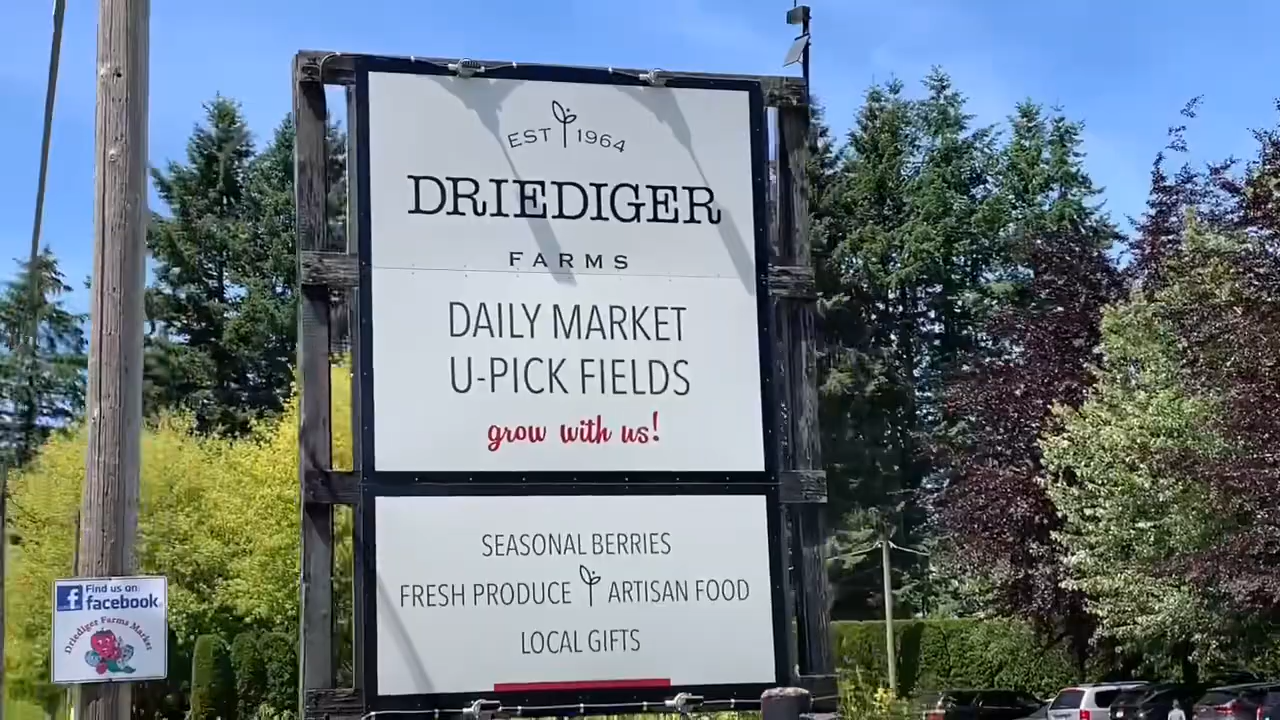 EST 1964
DRIEDIGER
FARMS
DAILY MARKET
U-PICK FIELDS
grow with us!
SEASONAL BERRIES
FRESH PRODUCE ARTISAN FOOD
LOCAL GIFTS
Find us on
facebook
Driediger Farms Market